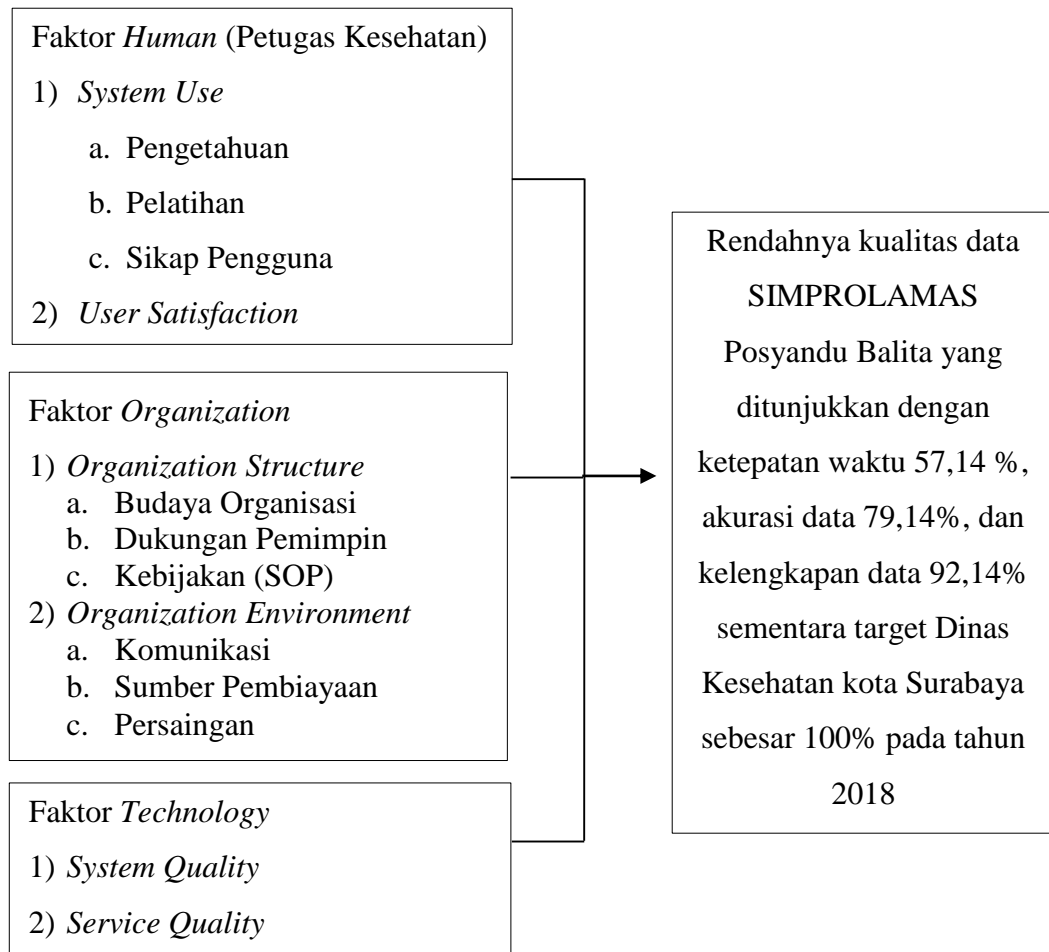 Faktor Human (Petugas Kesehatan)
1) System Use
a. Pengetahuan
b. Pelatihan
c. Sikap Pengguna
2) User Satisfaction
Faktor Organization
1) Organization Structure
a. Budaya Organisasi
b. Dukungan Pemimpin
c. Kebijakan (SOP)
2) Organization Environment
a. Komunikasi
b. Sumber Pembiayaan
c. Persaingan
Faktor Technology
1) System Quality
2) Service Quality
Rendahnya kualitas data
SIMPROLAMAS
Posyandu Balita yang
ditunjukkan dengan
ketepatan waktu 57,14 %,
akurasi data 79,14%, dan
kelengkapan data 92,14%
sementara target Dinas
Kesehatan kota Surabaya
sebesar 100% pada tahun
2018